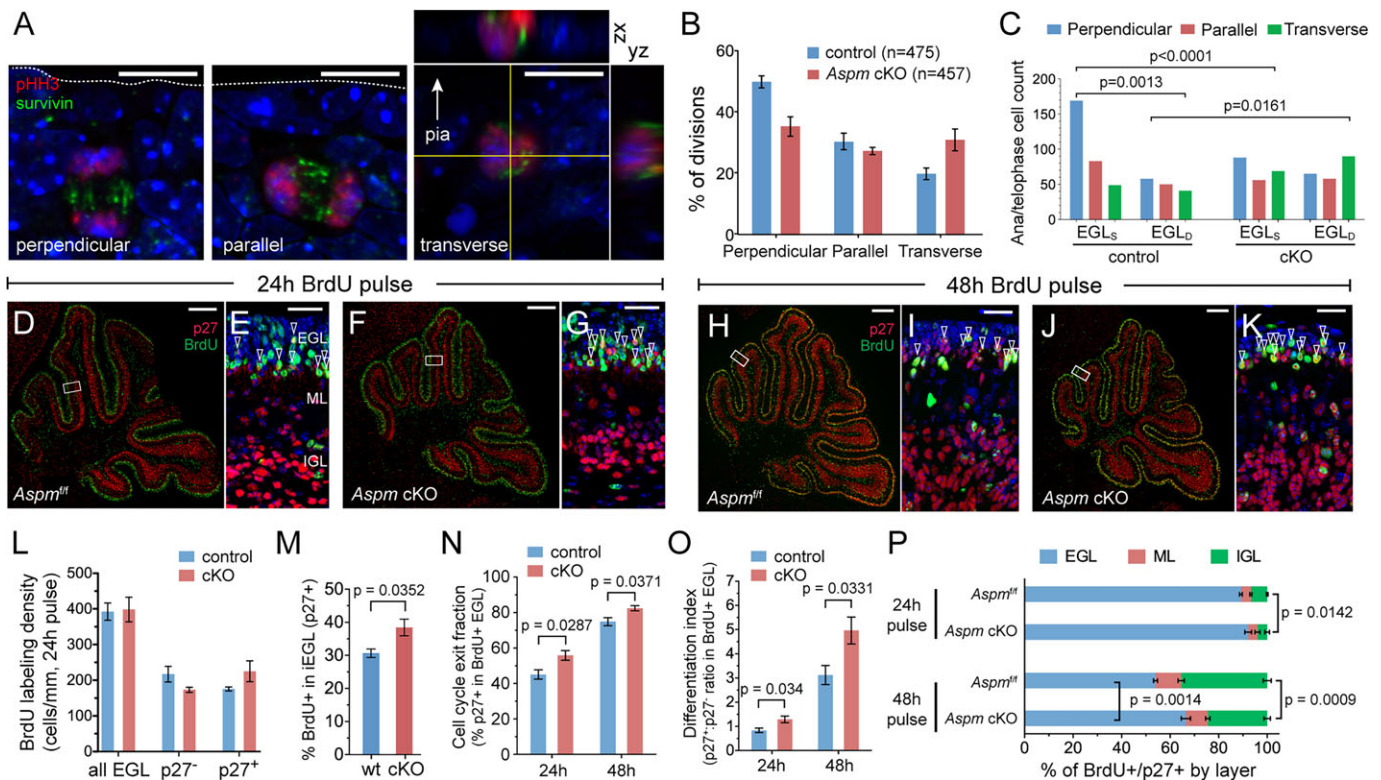 A
pHH3
survivin
perpendicular
parallel
pia
transverse
zx
yz
B
control (n=475)
Aspm cKO (n=457)
% of divisions
60
40
20
0
Perpendicular Parallel Transverse
C
Perpendicular Parallel Transverse
p<0.0001
p=0.0013
p=0.0161
Ana/telophase cell count
200
150
100
50
0
EGLS EGLD EGLS EGLD
control cKO
24h BrdU pulse
48h BrdU pulse
D
p27
BrdU
Aspmf/f
E
EGL
ML
IGL
F
Aspm cKO
G
H
p27
BrdU
Aspmf/f
I
J
Aspm cKO
K
L
control
cKO
BrdU labeling density
(cells/mm, 24h pulse)
500
400
300
200
100
0
all EGL p27- p27+
M
% BrdU+ in iEGL (p27+)
p = 0.0352
50
40
30
20
10
0
wt cKO
N
control
cKO
Cell cycle exit fraction
(% p27+ in BrdU+ EGL)
p = 0.0371
p = 0.0287
100
80
60
40
20
0
24h 48h
O
control
cKO
Differentiation index
(p27+:p27- ratio in BrdU+ EGL)
p = 0.0331
p = 0.034
7
6
5
4
3
2
1
0
24h 48h
P
EGL ML IGL
24h
pulse
Aspmf/f
Aspm cKO
p = 0.0142
48h
pulse
Aspmf/f
Aspm cKO
p = 0.0014
p = 0.0009
0 20 40 60 80 100
% of BrdU+/p27+ by layer